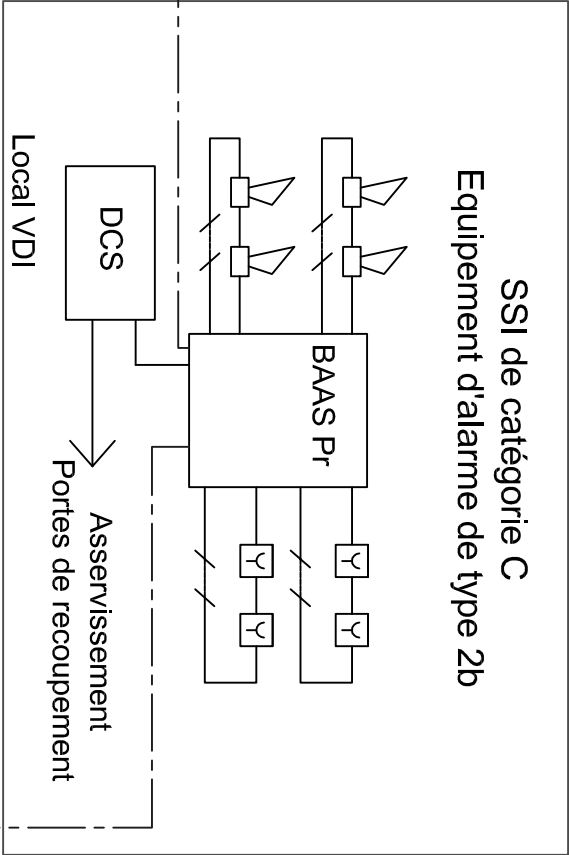 SSI de catégorie C
Equipement d'alarme de type 2b
BAAS Pr
DCS
Asservissement
Portes de recoupement
Local VDI